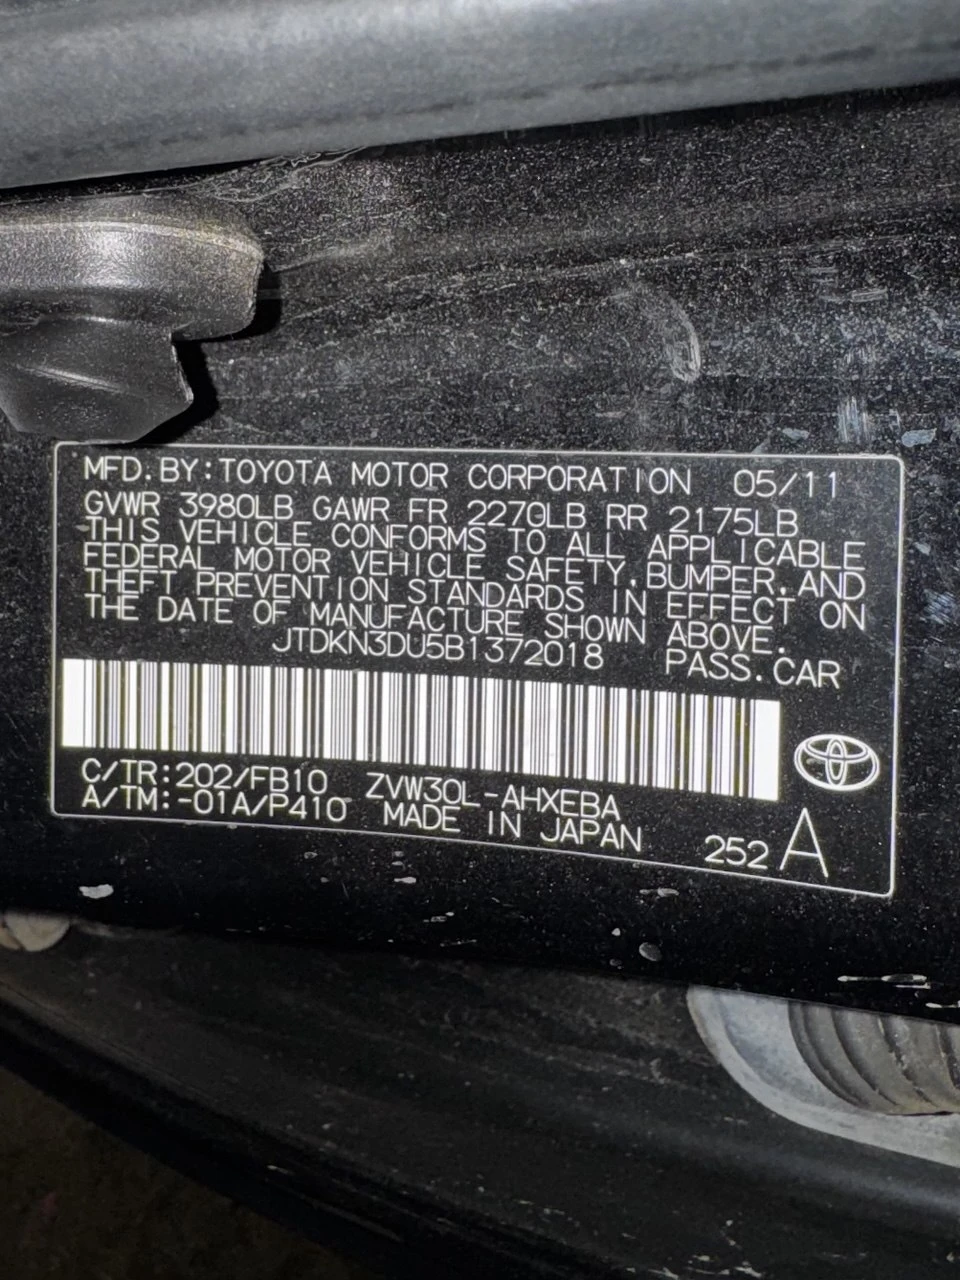 MFD.BY:TOYOTA MOTOR CORPORATION 05/11
GVWR 3980LB GAWR FR 2270LB RR 2175LB
THIS VEHICLE CONFORMS TO ALL APPLICABLE
FEDERAL MOTOR VEHICLE SAFETY,BUMPER,AND
THEFT PREVENTION STANDARDS IN EFFECT ON
THE DATE OF MANUFACTURE SHOWN ABOVE.
JTDKN3DU5B1372018 PASS.CAR
C/TR:202/FB10 ZVW30L-AHXEBA
A/TM:-01A/P410 MADE IN JAPAN 252 A